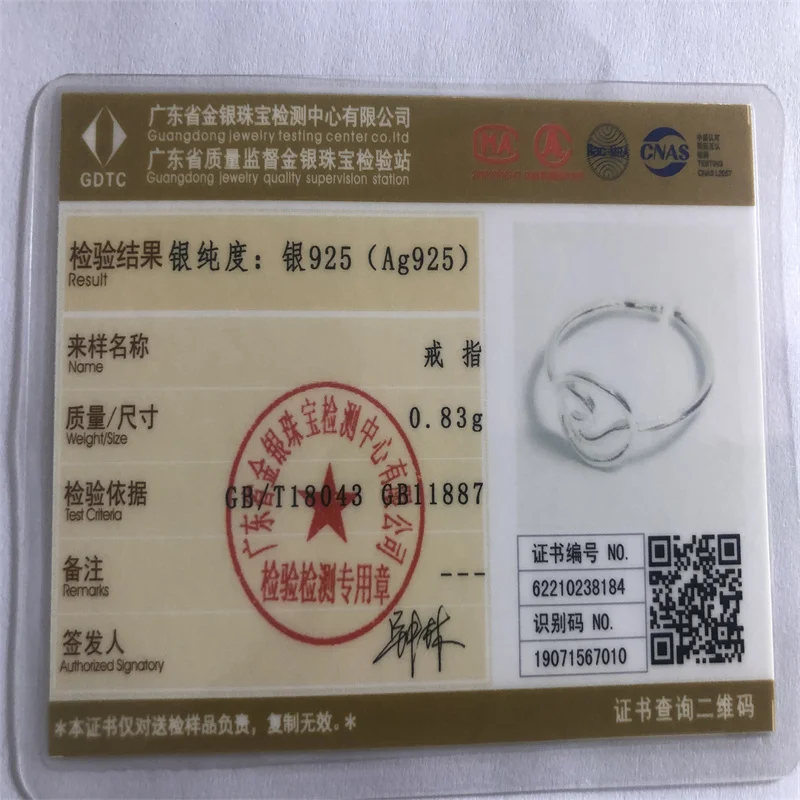 广东省金银珠宝检测中心有限公司
Guangdong jewelry testing center co.ltd
广东省质量监督金银珠宝检验站
Guangdong jewelry quality supervision station
GDTC
MA
CNAS
TESTING
检验结果 银纯度：银925（Ag925）
Result
来样名称 戒 指
Name
质量/尺寸 0.83g
Weight/Size
检验依据 GB/T18043 GB11887
Test Criteria
备注 ---
Remarks
签发人
Authorized Signatory
广东省金银珠宝检测中心有限公司
检验检测专用章
证书编号 NO.
62210238184
识别码 NO.
19071567010
*本证书仅对送检样品负责，复制无效。*
证书查询二维码